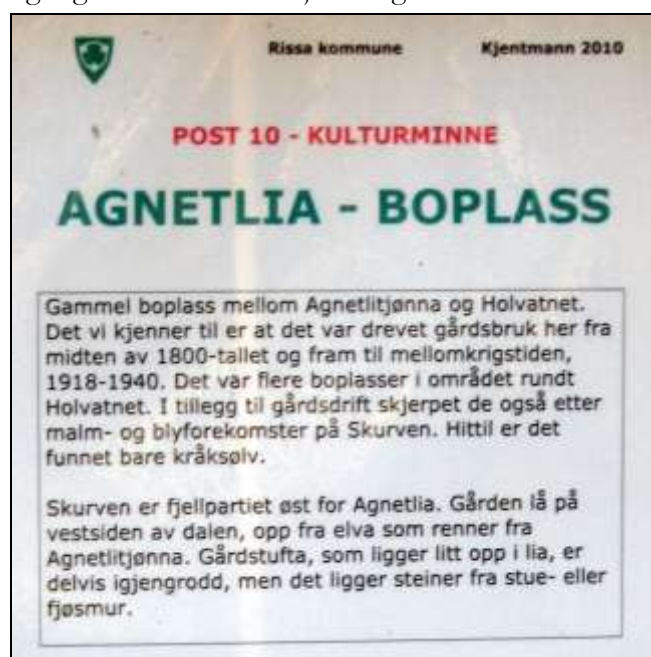 Rissa kommune Kjentmann 2010
POST 10 - KULTURMINNE
AGNETLIA - BOPLASS
Gammel boplass mellom Agnetlitjønna og Holvatnet.
Det vi kjenner til er at det var drevet gårdsbruk her fra
midten av 1800-tallet og fram til mellomkrigstiden,
1918-1940. Det var flere boplasser i området rundt
Holvatnet. I tillegg til gårdsdrift skjerpet de også etter
malm- og blyforekomster på Skurven. Hittil er det
funnet bare kråksølv.
Skurven er fjellpartiet øst for Agnetlia. Gården lå på
vestsiden av dalen, opp fra elva som renner fra
Agnetlitjønna. Gårdstufta, som ligger litt opp i lia, er
delvis igjengrodd, men det ligger steiner fra stue- eller
fjøsmur.